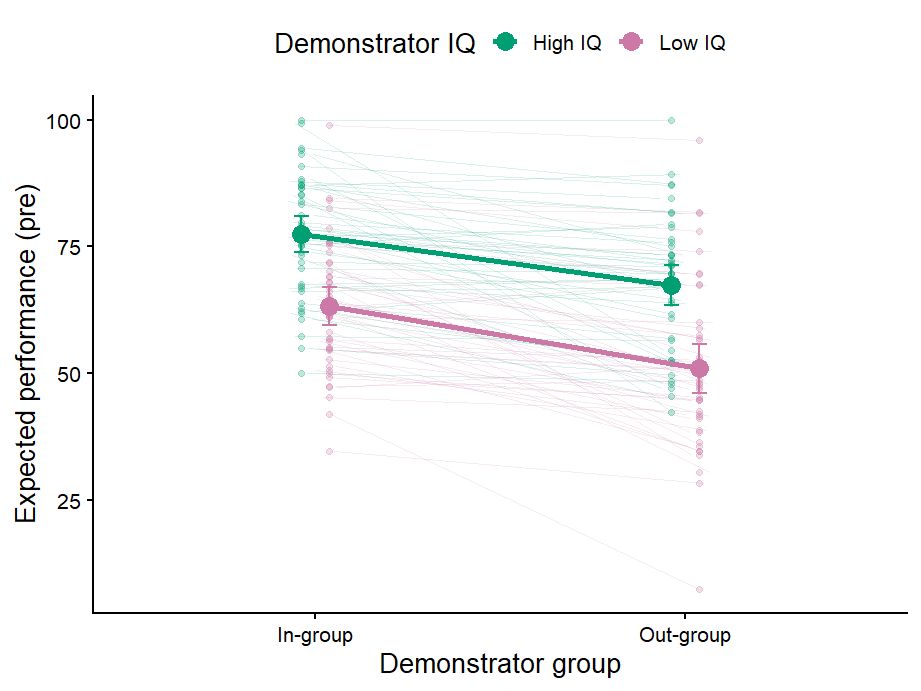 Demonstrator IQ High IQ Low IQ
100
75
50
25
Expected performance (pre)
In-group Out-group
Demonstrator group